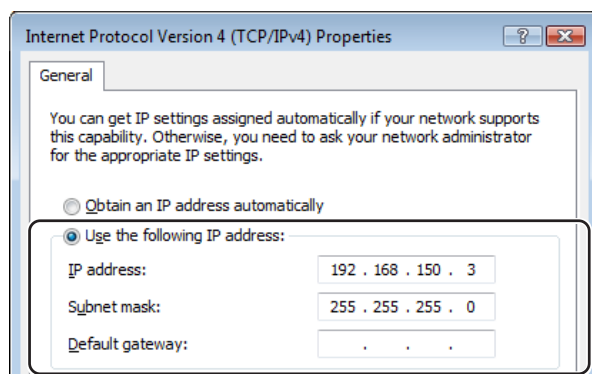 Internet Protocol Version 4 (TCP/IPv4) Properties
General
You can get IP settings assigned automatically if your network supports
this capability. Otherwise, you need to ask your network administrator
for the appropriate IP settings.
Obtain an IP address automatically
Use the following IP address:
IP address: 192 . 168 . 150 . 3
Subnet mask: 255 . 255 . 255 . 0
Default gateway: . . .